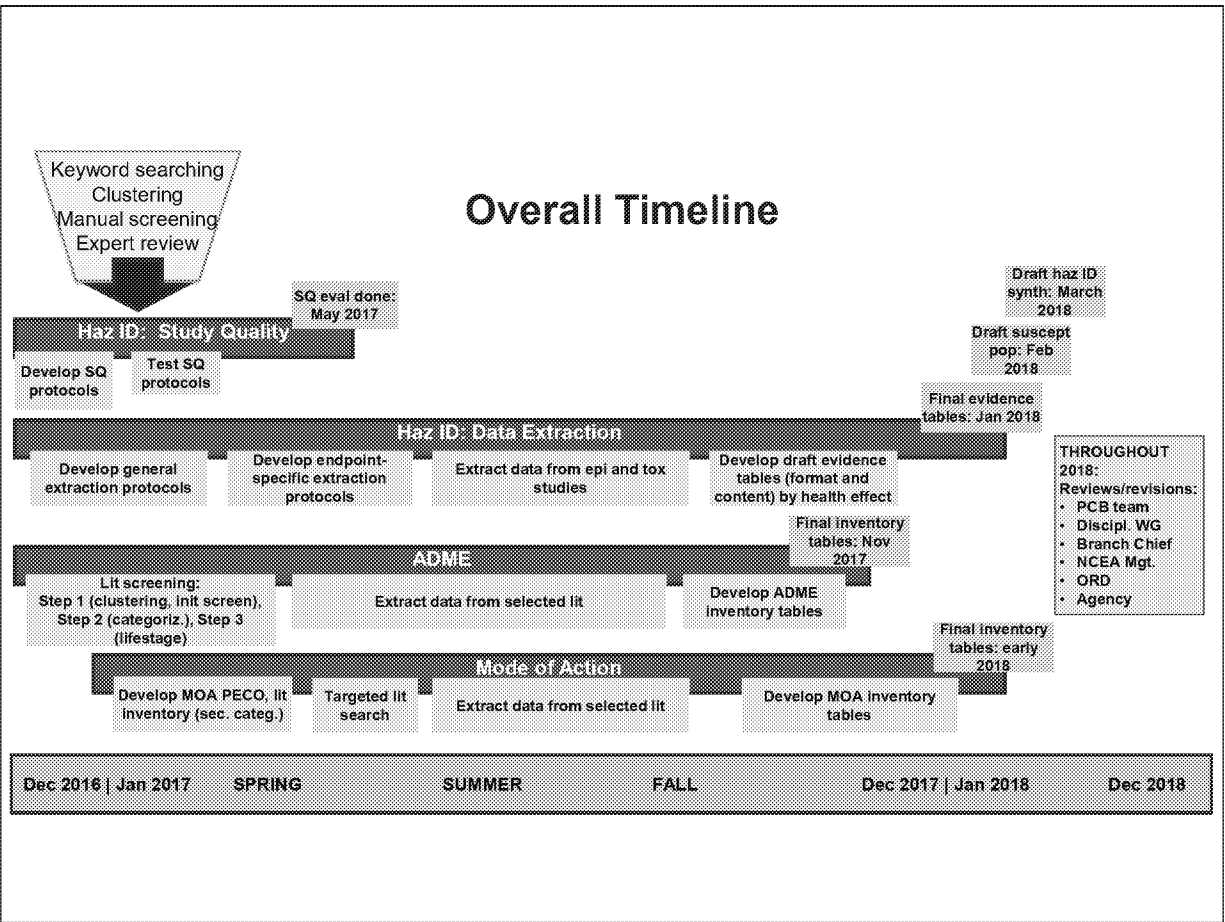 Keyword searching
Clustering
Manual screening
Expert review
Overall Timeline
SQ eval done:
May 2017
Draft haz ID
synth: March
2018
Draft suscept
pop: Feb
2018
Haz ID:  Study Quality
Develop SQ
protocols
Test SQ
protocols
Final evidence
tables: Jan 2018
Haz ID: Data Extraction
Develop general
extraction protocols
Develop endpoint-
specific extraction
protocols
Extract data from epi and tox
studies
Develop draft evidence
tables (format and
content) by health effect
THROUGHOUT
2018:
Reviews/revisions:
• PCB team
• Discipl. WG
• Branch Chief
• NCEA Mgt.
• ORD
• Agency
Final inventory
tables: Nov
2017
ADME
Lit screening:
Step 1 (clustering, init screen),
Step 2 (categoriz.), Step 3
(lifestage)
Extract data from selected lit
Develop ADME
inventory tables
Final inventory
tables: early
2018
Mode of Action
Develop MOA PECO, lit
inventory (sec. categ.)
Targeted lit
search
Extract data from selected lit
Develop MOA inventory
tables
Dec 2016 | Jan 2017 SPRING SUMMER FALL Dec 2017 | Jan 2018 Dec 2018